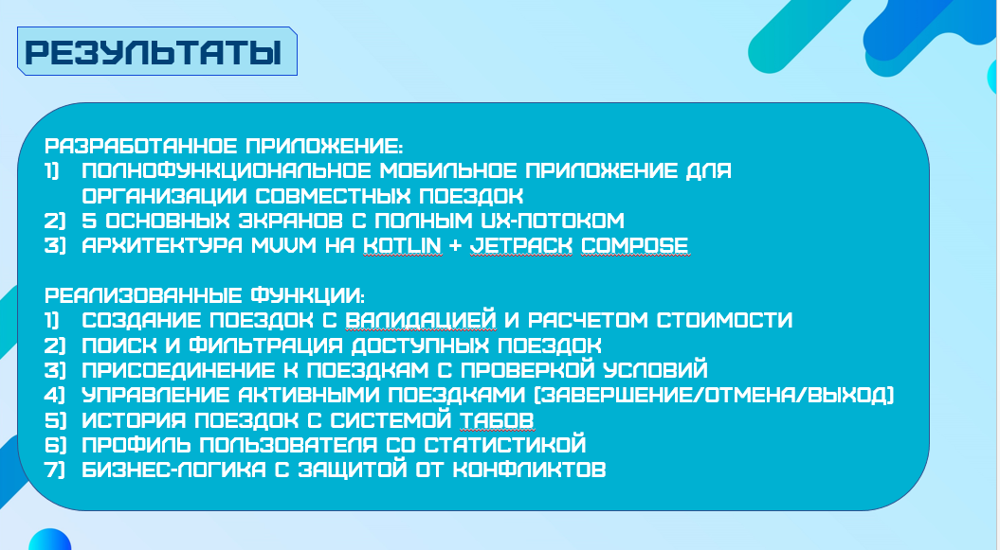 РЕЗУЛЬТАТЫ
РАЗРАБОТАННОЕ ПРИЛОЖЕНИЕ:
1) ПОЛНОФУНКЦИОНАЛЬНОЕ МОБИЛЬНОЕ ПРИЛОЖЕНИЕ ДЛЯ
ОРГАНИЗАЦИИ СОВМЕСТНЫХ ПОЕЗДОК
2) 5 ОСНОВНЫХ ЭКРАНОВ С ПОЛНЫМ UX-ПОТОКОМ
3) АРХИТЕКТУРА MVVM НА KOTLIN + JETPACK COMPOSE
РЕАЛИЗОВАННЫЕ ФУНКЦИИ:
1) СОЗДАНИЕ ПОЕЗДОК С ВАЛИДАЦИЕЙ И РАСЧЕТОМ СТОИМОСТИ
2) ПОИСК И ФИЛЬТРАЦИЯ ДОСТУПНЫХ ПОЕЗДОК
3) ПРИСОЕДИНЕНИЕ К ПОЕЗДКАМ С ПРОВЕРКОЙ УСЛОВИЙ
4) УПРАВЛЕНИЕ АКТИВНЫМИ ПОЕЗДКАМИ (ЗАВЕРШЕНИЕ/ОТМЕНА/ВЫХОД)
5) ИСТОРИЯ ПОЕЗДОК С СИСТЕМОЙ ТАБОВ
6) ПРОФИЛЬ ПОЛЬЗОВАТЕЛЯ СО СТАТИСТИКОЙ
7) БИЗНЕС-ЛОГИКА С ЗАЩИТОЙ ОТ КОНФЛИКТОВ